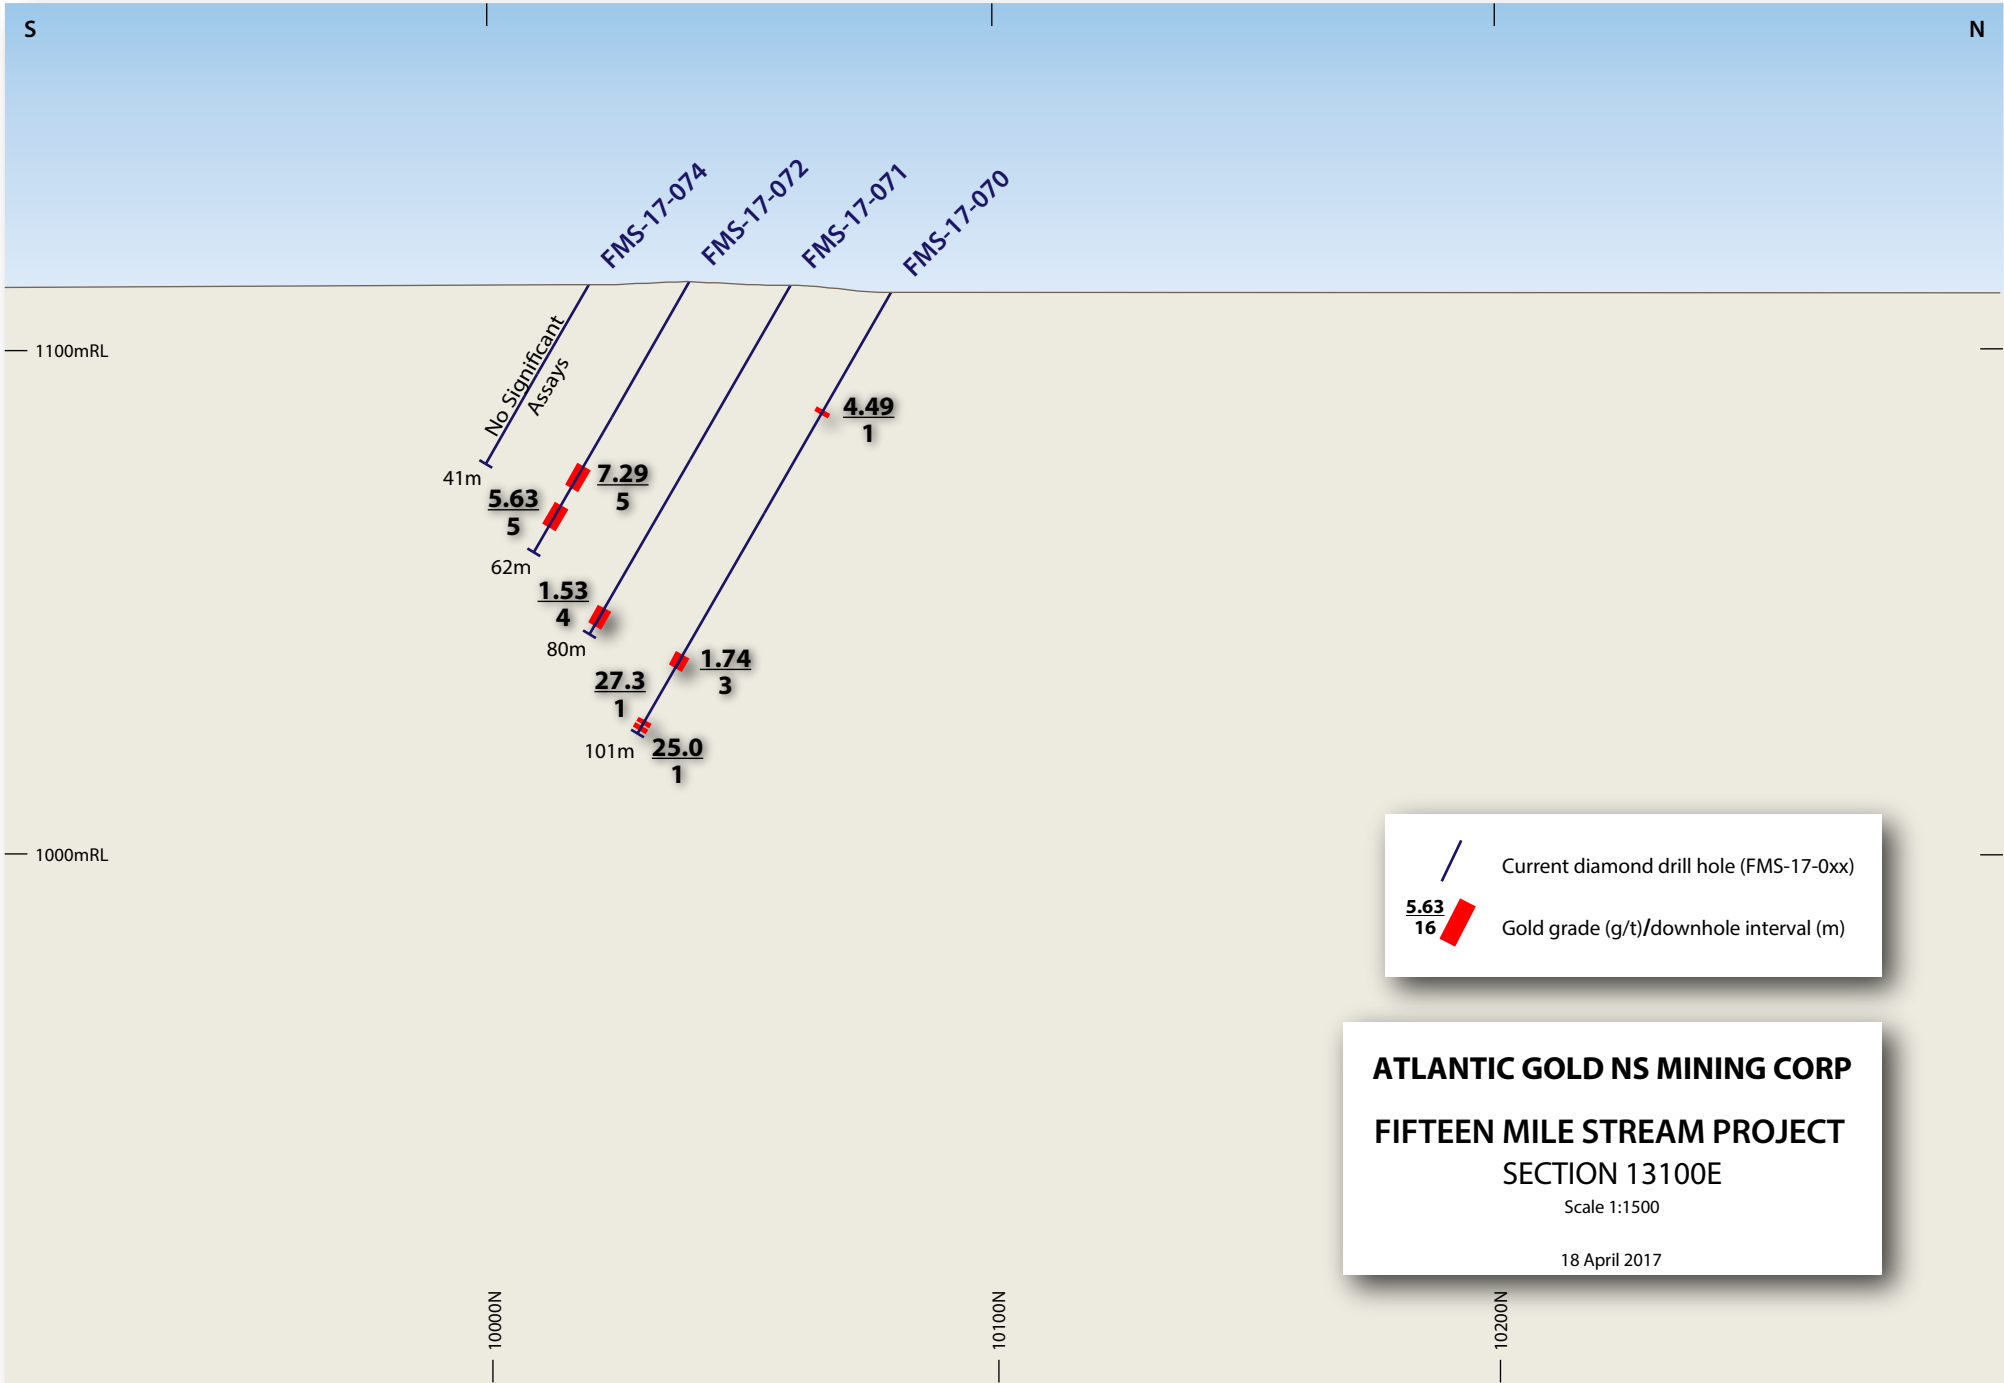 S
N
FMS-17-074
FMS-17-072
FMS-17-071
FMS-17-070
1100mRL
No Significant
Assays
4.49
1
41m
7.29
5
5.63
5
62m
1.53
4
80m
1.74
3
27.3
1
101m
25.0
1
1000mRL
Current diamond drill hole (FMS-17-0xx)
5.63
16
Gold grade (g/t)/downhole interval (m)
ATLANTIC GOLD NS MINING CORP
FIFTEEN MILE STREAM PROJECT
SECTION 13100E
Scale 1:1500
18 April 2017
10000N
10100N
10200N